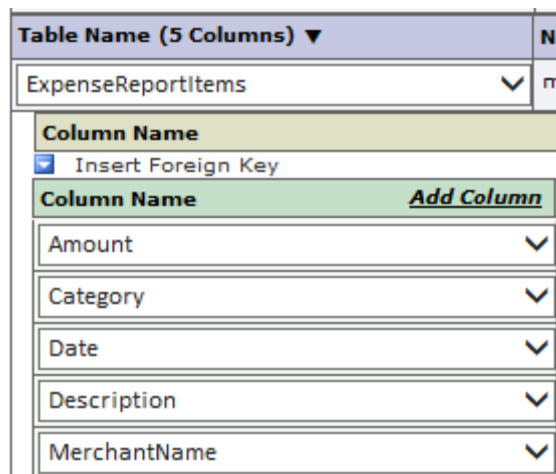 Table Name (5 Columns) ▼
ExpenseReportItems
Column Name
Insert Foreign Key
Column Name Add Column
Amount
Category
Date
Description
MerchantName